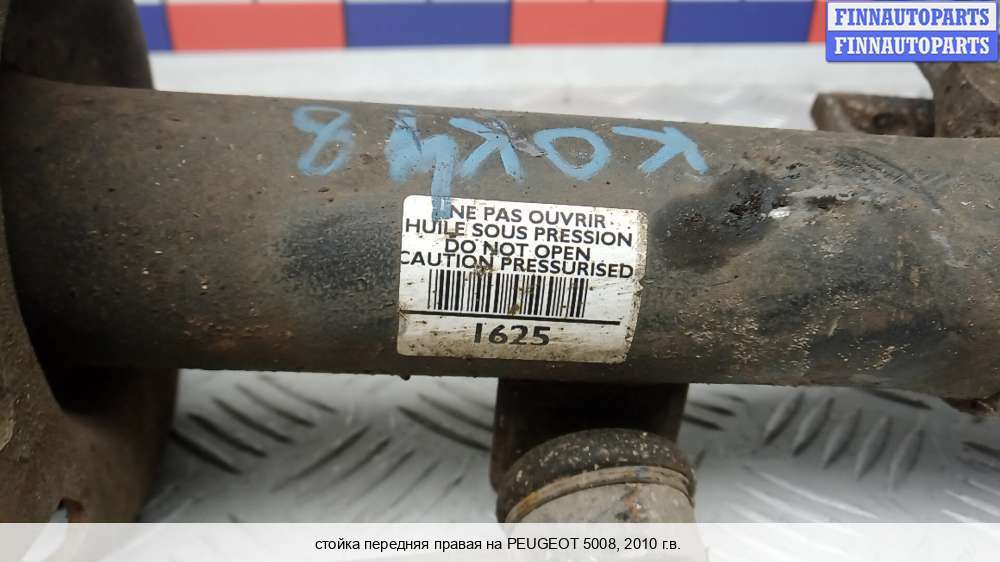 FINNAUTOPARTS
FINNAUTOPARTS
NE PAS OUVRIR
HUILE SOUS PRESSION
DO NOT OPEN
CAUTION PRESSURISED
1625
стойка передняя правая на PEUGEOT 5008, 2010 г.в.